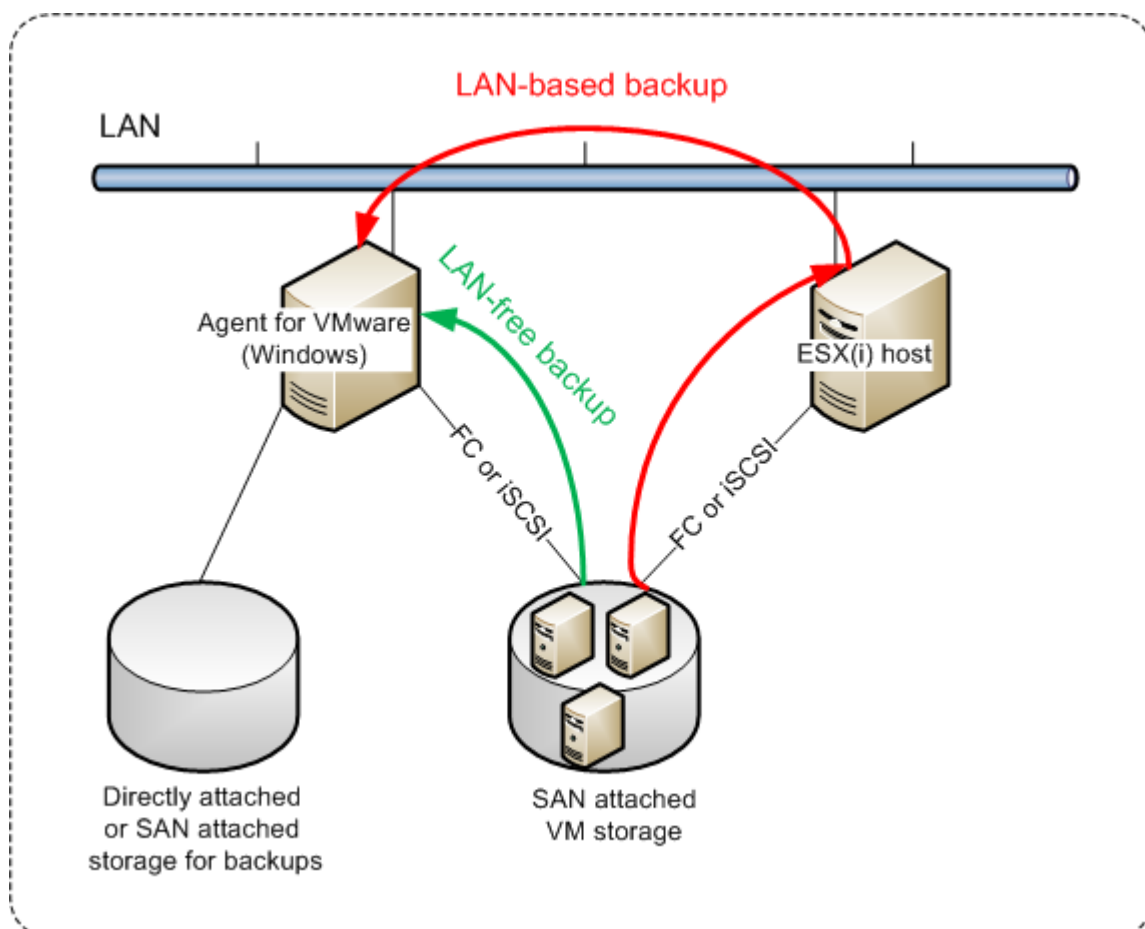 LAN-based backup
LAN
LAN-free backup
Agent for VMware
(Windows)
ESX(i) host
FC or iSCSI
FC or iSCSI
Directly attached
or SAN attached
storage for backups
SAN attached
VM storage